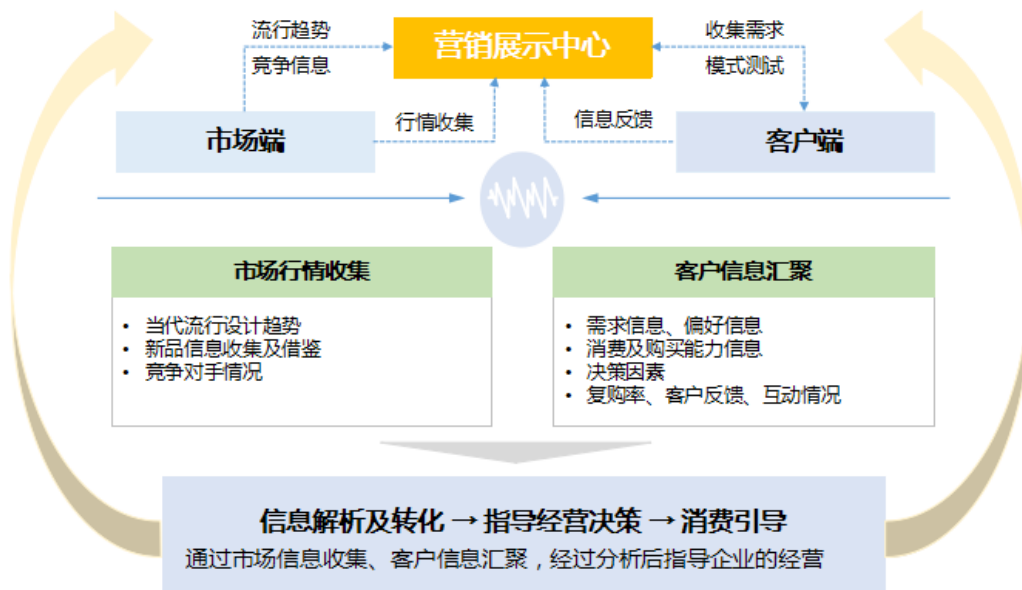 流行趋势
竞争信息
营销展示中心
收集需求
模式测试
市场端
行情收集
信息反馈
客户端
市场行情收集
• 当代流行设计趋势
• 新品信息收集及借鉴
• 竞争对手情况
客户信息汇聚
• 需求信息、偏好信息
• 消费及购买能力信息
• 决策因素
• 复购率、客户反馈、互动情况
信息解析及转化 → 指导经营决策 → 消费引导
通过市场信息收集、客户信息汇聚，经过分析后指导企业的经营